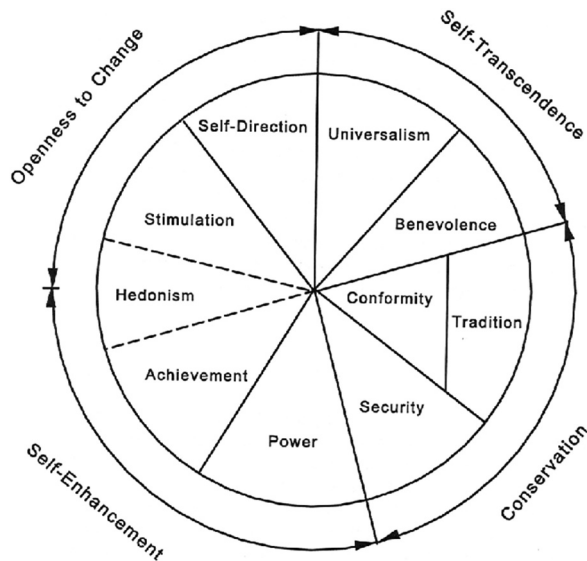 Openness to Change
Self-Transcendence
Self-Direction
Universalism
Stimulation
Benevolence
Hedonism
Conformity
Tradition
Achievement
Security
Power
Self-Enhancement
Conservation